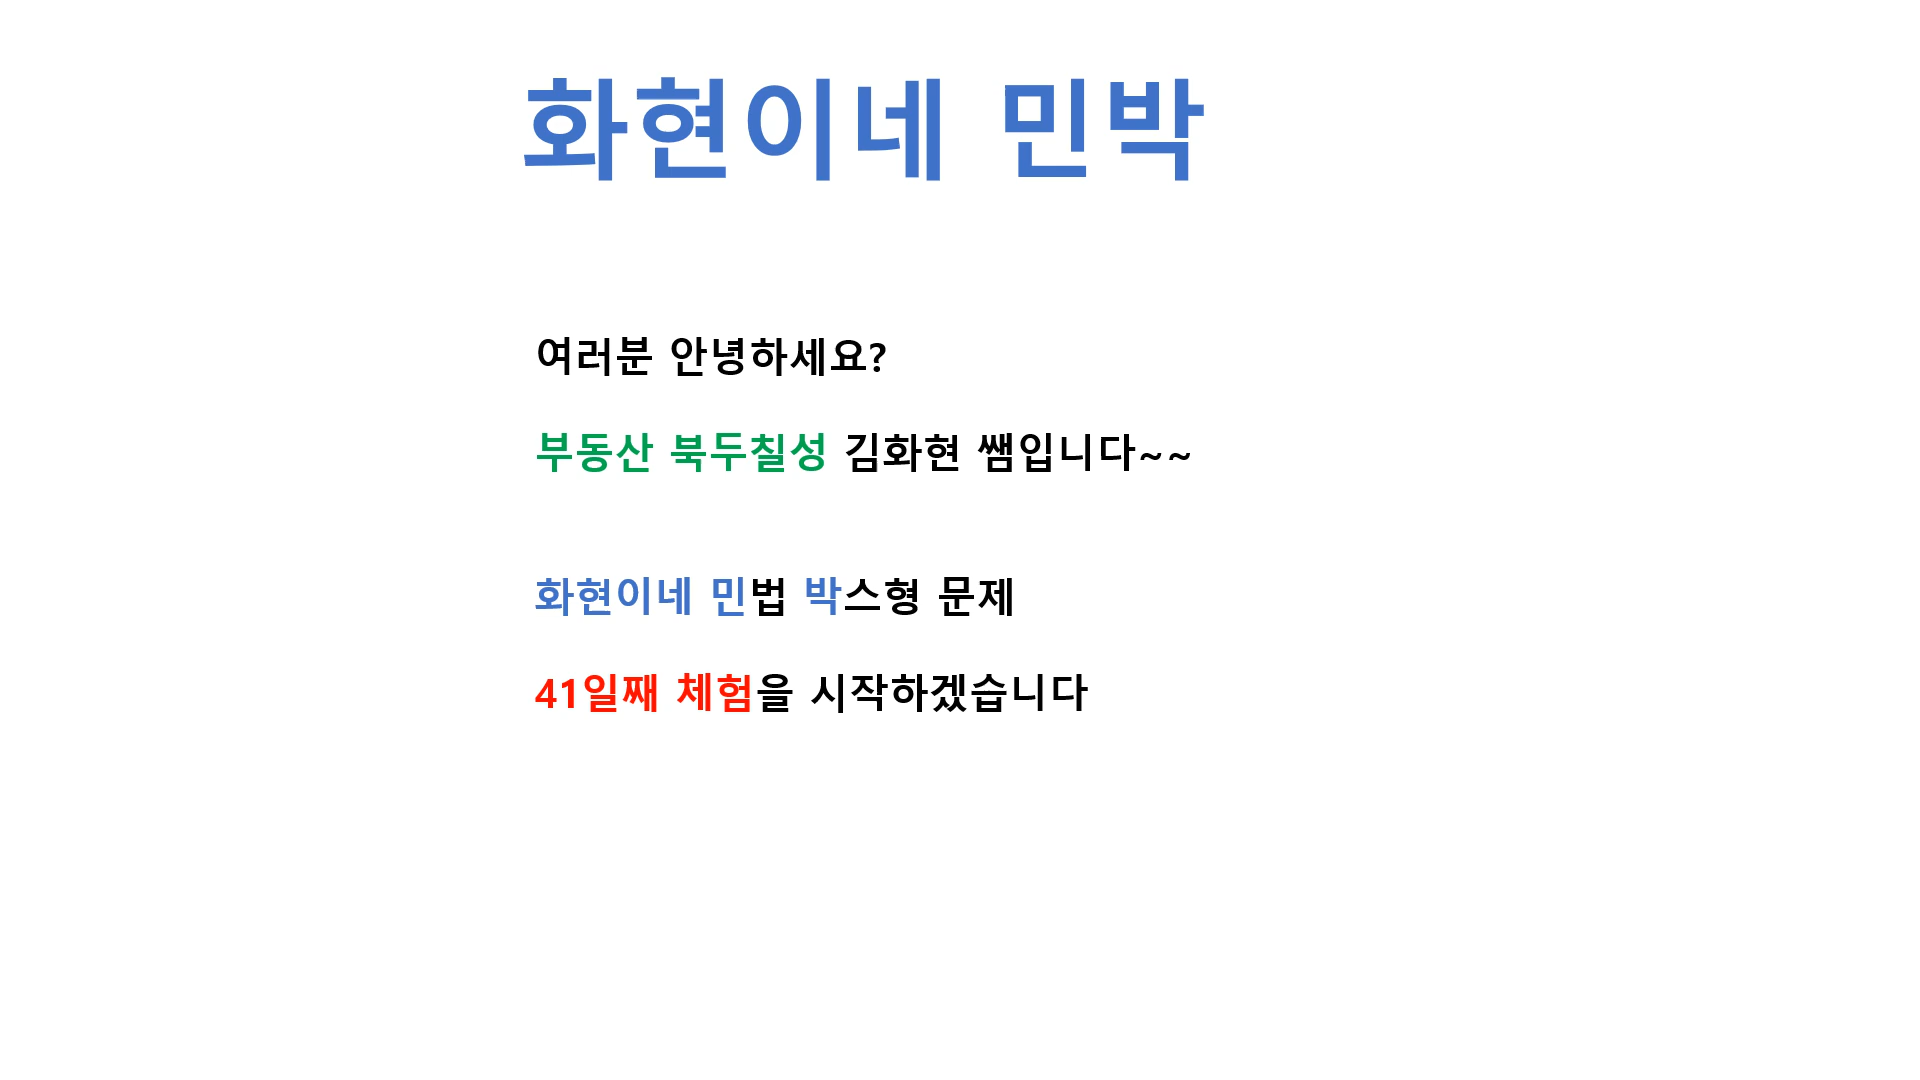 화현이네 민박
여러분 안녕하세요?
부동산 북두칠성 김화현 쌤입니다~~
화현이네 민법 박스형 문제
41일째 체험을 시작하겠습니다